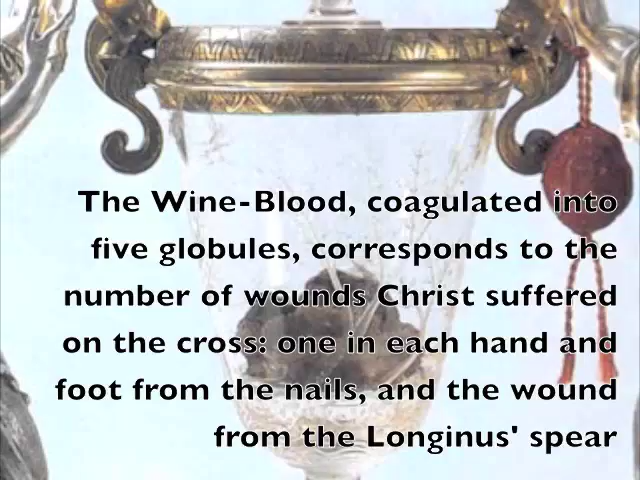 The Wine-Blood, coagulated into
five globules, corresponds to the
number of wounds Christ suffered
on the cross: one in each hand and
foot from the nails, and the wound
from the Longinus' spear